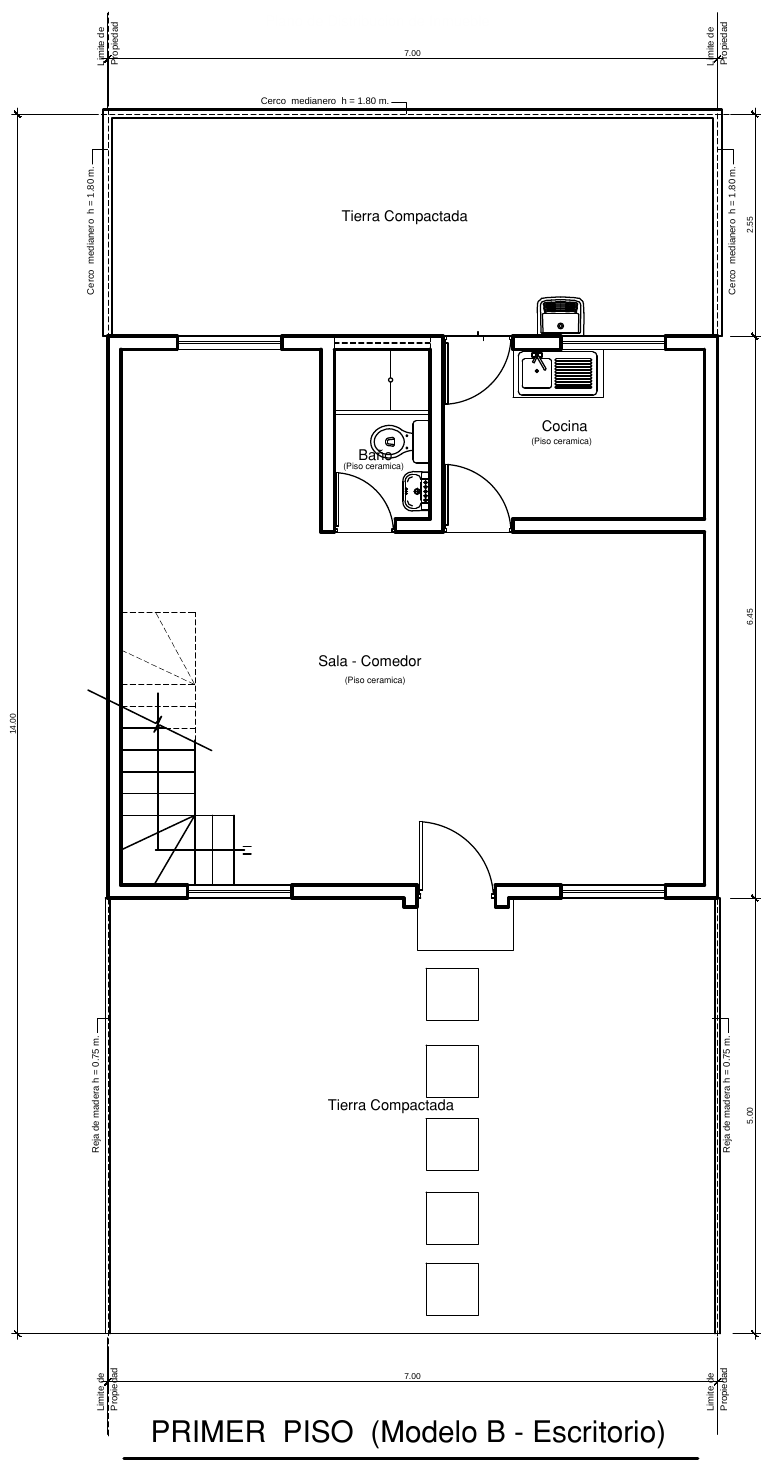 Limite de
Propiedad
7.00
Limite de
Propiedad
Cerco medianero h = 1.80 m.
Cerco medianero h = 1.80 m.
Tierra Compactada
Cerco medianero h = 1.80 m.
2.55
Cocina
(Piso ceramica)
Baño
(Piso ceramica)
6.45
Sala - Comedor
(Piso ceramica)
14.00
Reja de madera h = 0.75 m.
Tierra Compactada
Reja de madera h = 0.75 m.
5.00
Limite de
Propiedad
7.00
Limite de
Propiedad
PRIMER PISO (Modelo B - Escritorio)